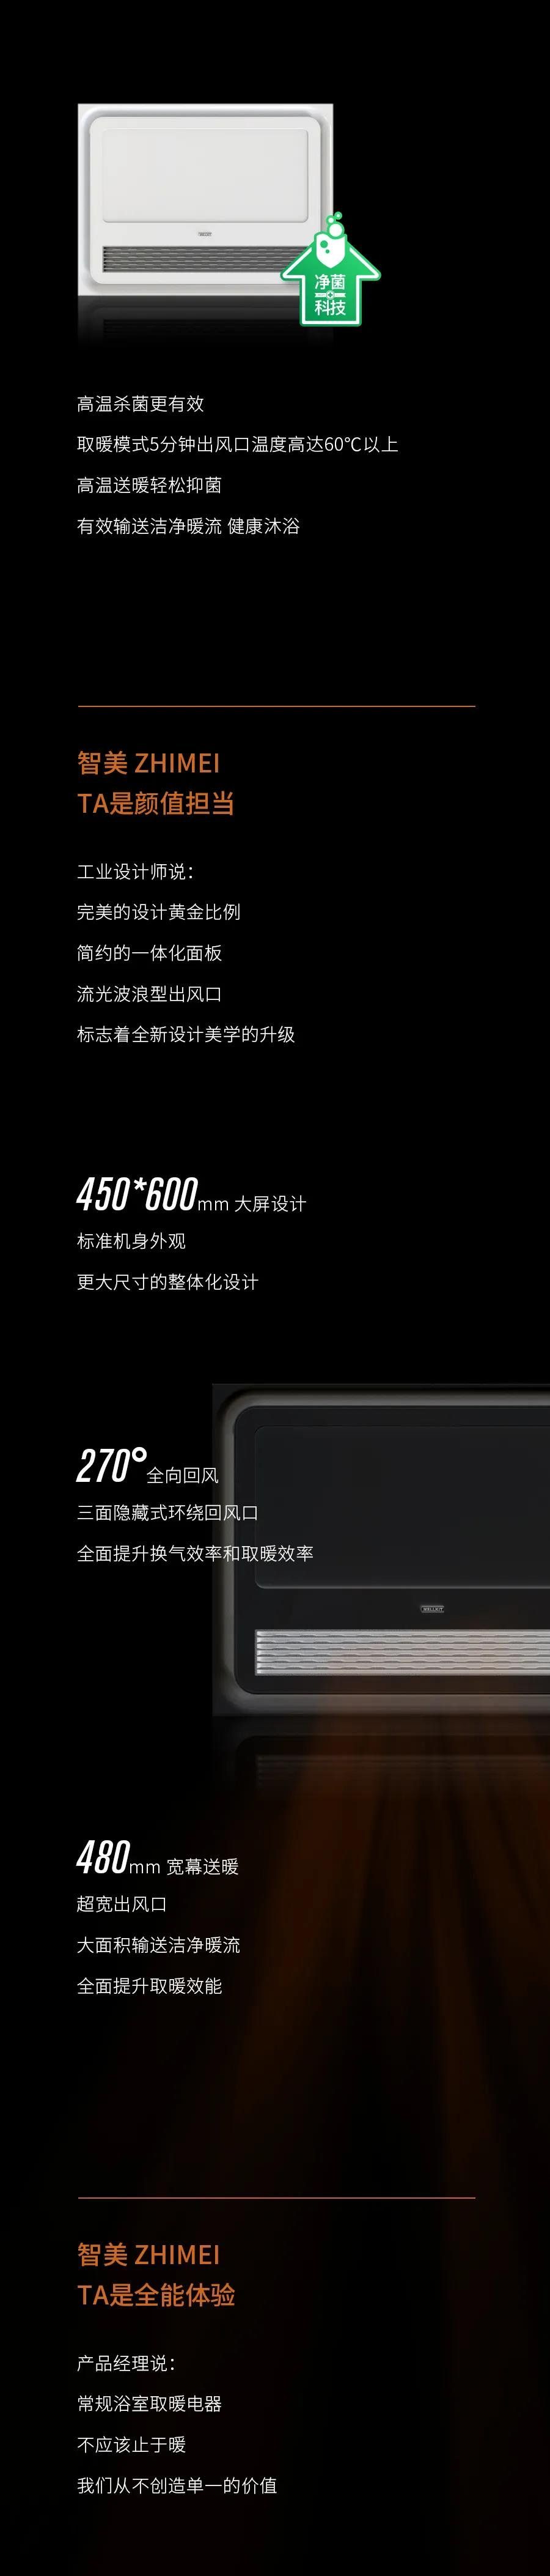 净菌
科技
高温杀菌更有效
取暖模式5分钟出风口温度高达60℃以上
高温送暖轻松抑菌
有效输送洁净暖流 健康沐浴
智美 ZHIMEI
TA是颜值担当
工业设计师说：
完美的设计黄金比例
简约的一体化面板
流光波浪型出风口
标志着全新设计美学的升级
450*600mm 大屏设计
标准机身外观
更大尺寸的整体化设计
270°全向回风
三面隐藏式环绕回风口
全面提升换气效率和取暖效率
480mm 宽幕送暖
超宽出风口
大面积输送洁净暖流
全面提升取暖效能
智美 ZHIMEI
TA是全能体验
产品经理说：
常规浴室取暖电器
不应该止于暖
我们从不创造单一的价值